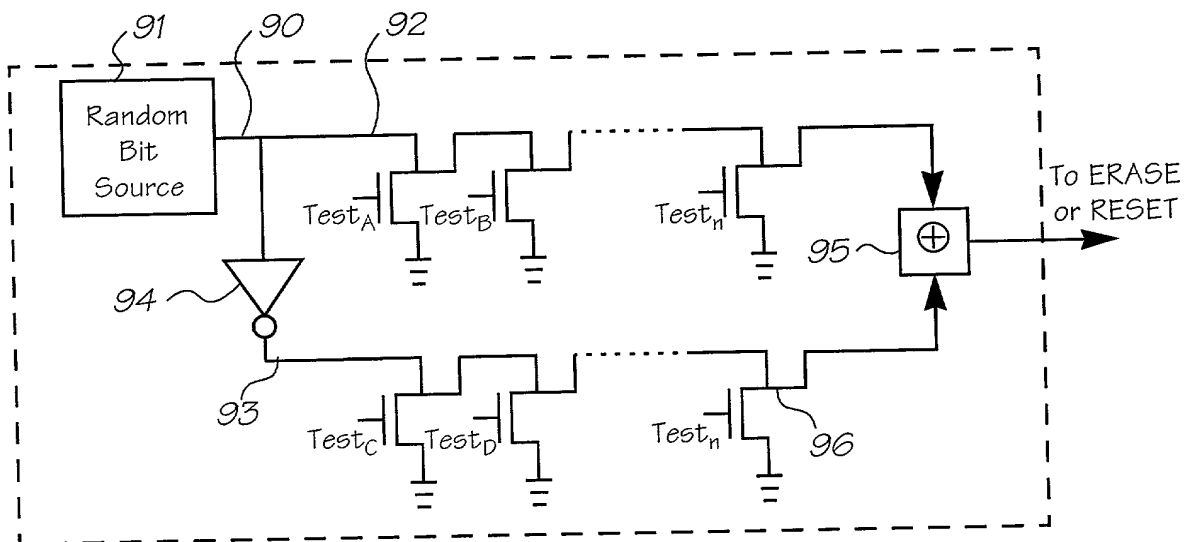 91
90
92
Random
Bit
Source
Test_A
Test_B
Test_n
To ERASE
or RESET
95
94
93
Test_C
Test_D
Test_n
96